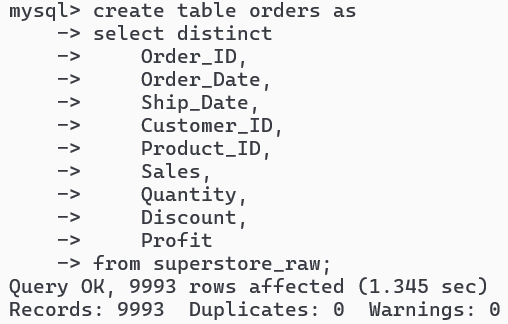 mysql> create table orders as
    -> select distinct
    ->     Order_ID,
    ->     Order_Date,
    ->     Ship_Date,
    ->     Customer_ID,
    ->     Product_ID,
    ->     Sales,
    ->     Quantity,
    ->     Discount,
    ->     Profit
    -> from superstore_raw;
Query OK, 9993 rows affected (1.345 sec)
Records: 9993  Duplicates: 0  Warnings: 0